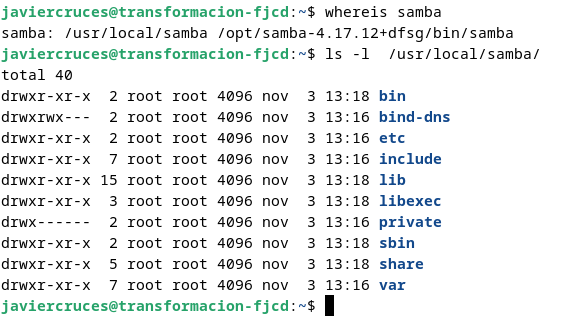 javiercruces@transformacion-fjcd:~$ whereis samba
samba: /usr/local/samba /opt/samba-4.17.12+dfsg/bin/samba
javiercruces@transformacion-fjcd:~$ ls -l  /usr/local/samba/
total 40
drwxr-xr-x  2 root root 4096 nov  3 13:18 bin
drwxrwx---  2 root root 4096 nov  3 13:16 bind-dns
drwxr-xr-x  2 root root 4096 nov  3 13:16 etc
drwxr-xr-x  7 root root 4096 nov  3 13:16 include
drwxr-xr-x 15 root root 4096 nov  3 13:18 lib
drwxr-xr-x  3 root root 4096 nov  3 13:18 libexec
drwx------  2 root root 4096 nov  3 13:16 private
drwxr-xr-x  2 root root 4096 nov  3 13:18 sbin
drwxr-xr-x  5 root root 4096 nov  3 13:18 share
drwxr-xr-x  7 root root 4096 nov  3 13:16 var
javiercruces@transformacion-fjcd:~$